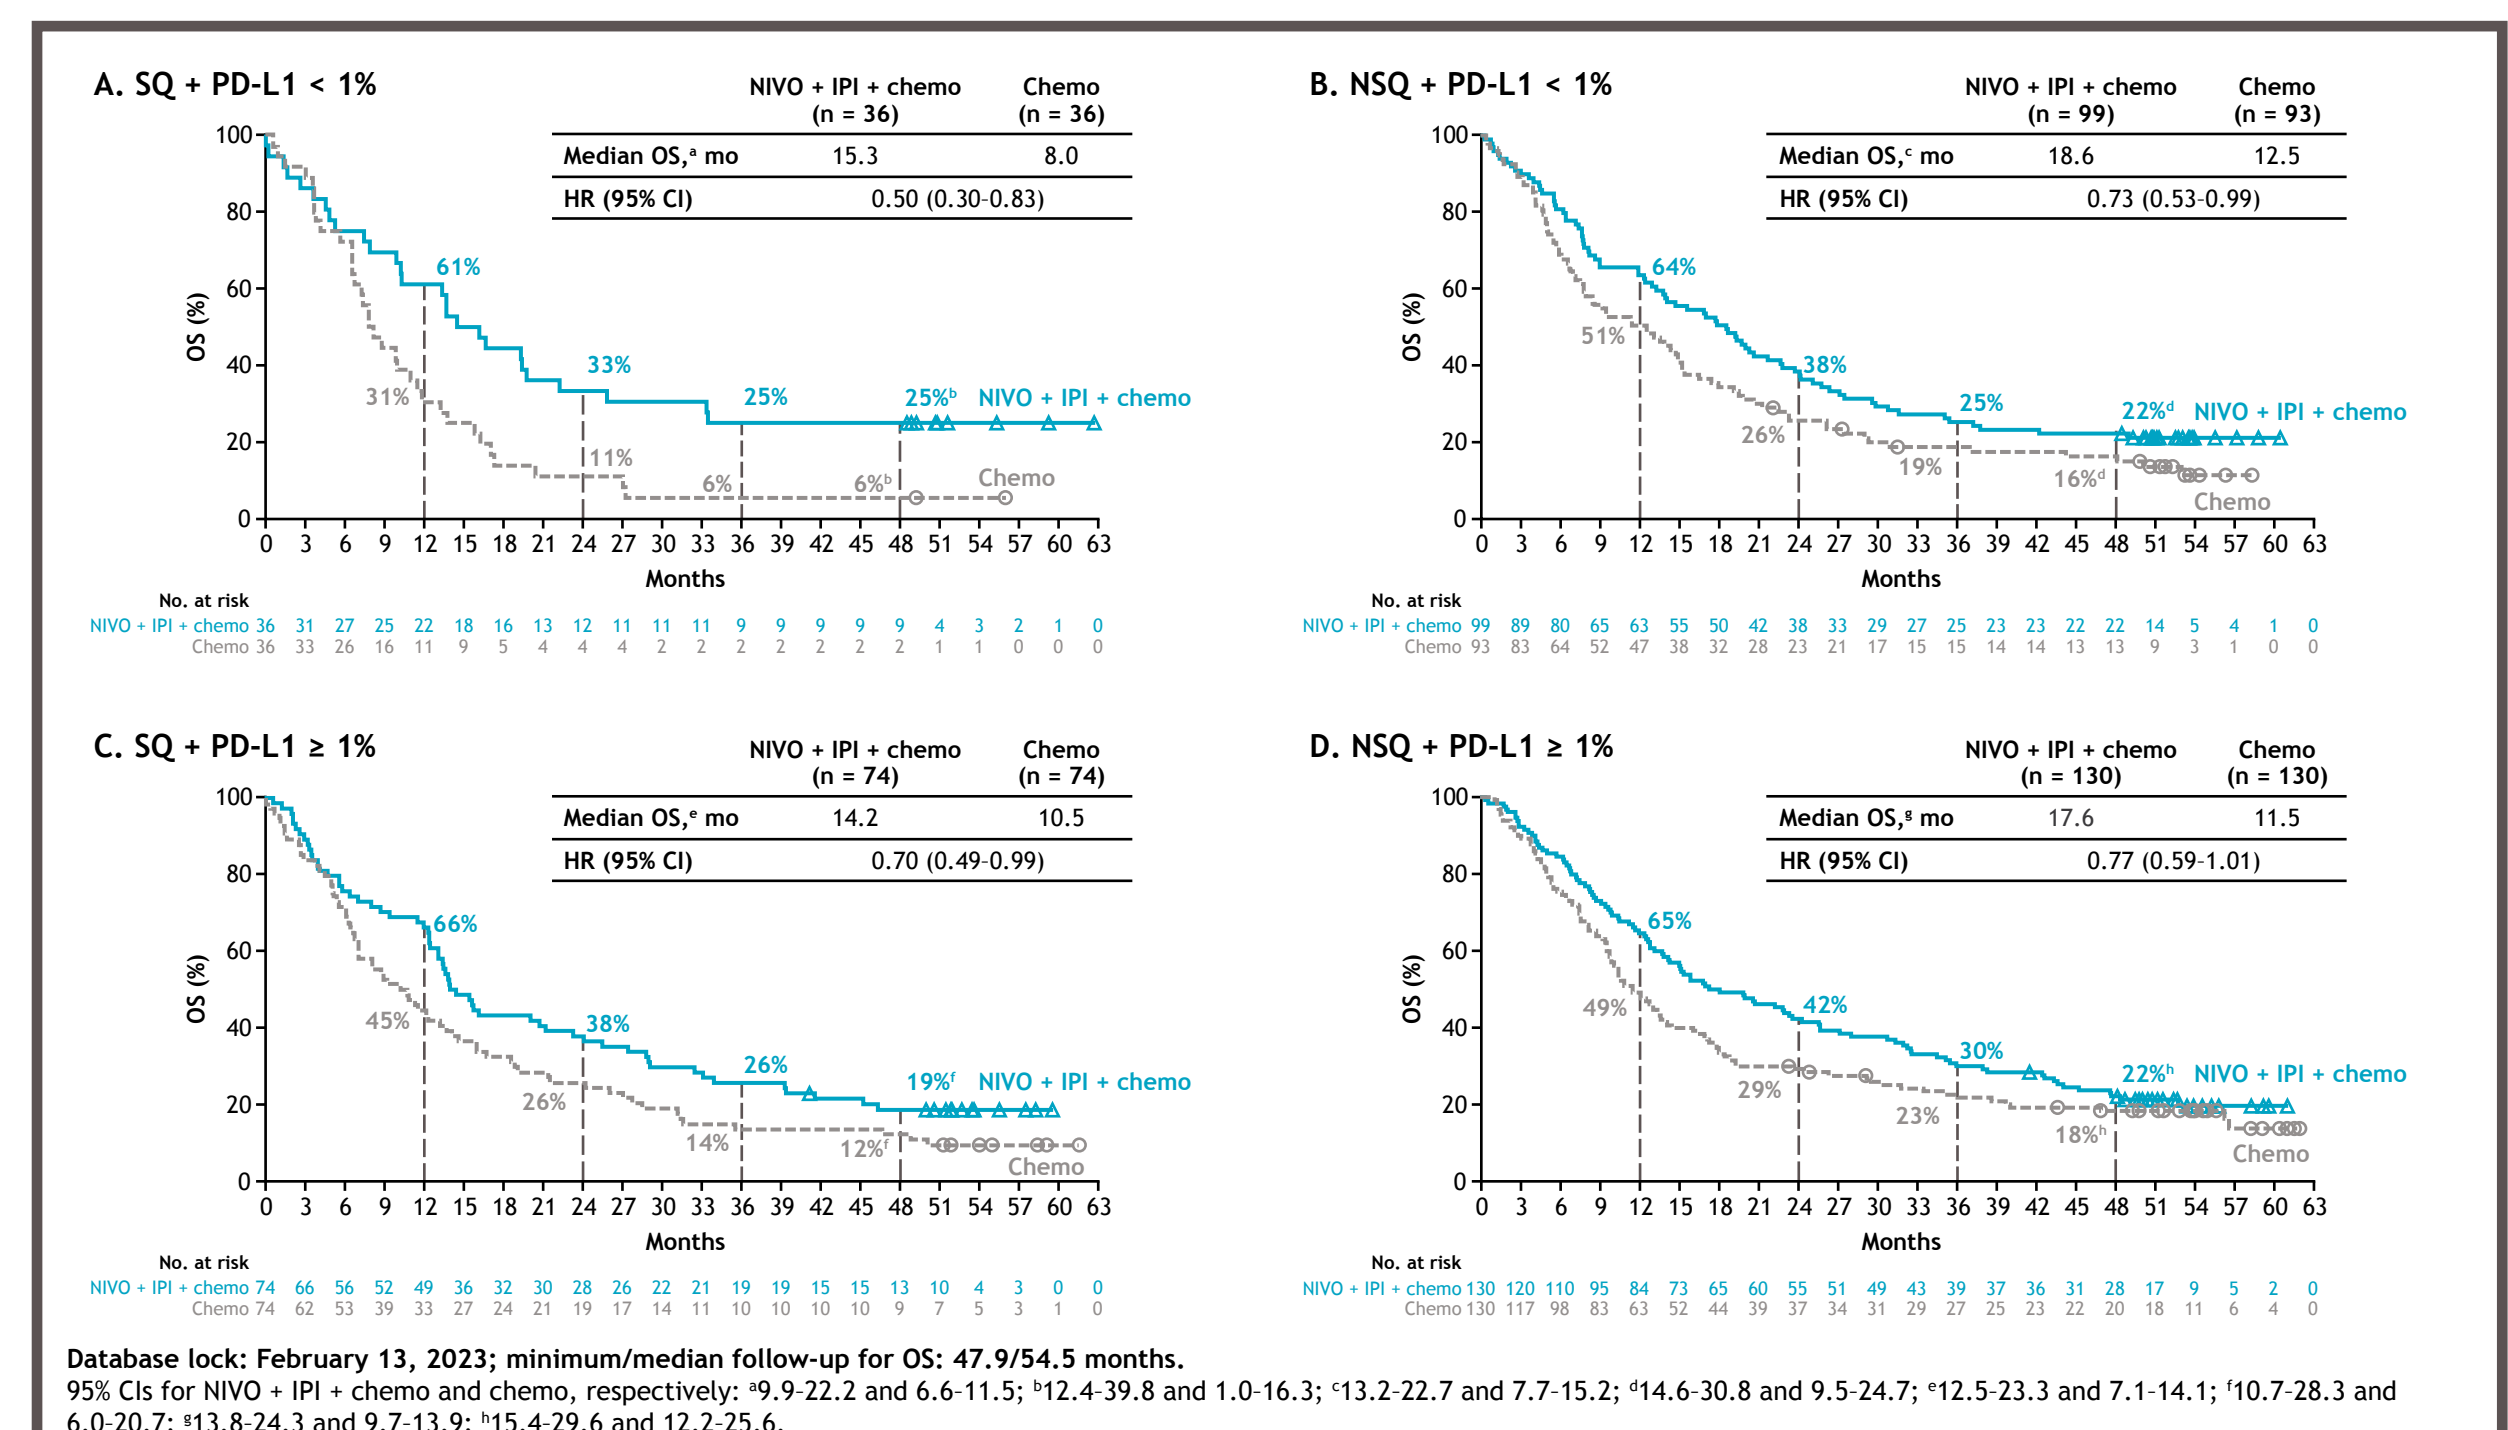 A. SQ + PD-L1 < 1%
NIVO + IPI + chemo Chemo
(n = 36) (n = 36)
Median OS,ᵃ mo 15.3 8.0
HR (95% CI) 0.50 (0.30-0.83)
OS (%)
100
80
60
40
20
0
61%
33%
25%
25%ᵇ NIVO + IPI + chemo
31%
11%
6%
6%ᵇ
Chemo
0 3 6 9 12 15 18 21 24 27 30 33 36 39 42 45 48 51 54 57 60 63
Months
No. at risk
NIVO + IPI + chemo 36 31 27 25 22 18 16 13 12 11 11 11 9 9 9 9 9 4 3 2 1 0
Chemo 36 33 26 16 11 9 5 4 4 4 2 2 2 2 2 2 2 1 1 0 0 0
B. NSQ + PD-L1 < 1%
NIVO + IPI + chemo Chemo
(n = 99) (n = 93)
Median OS,ᶜ mo 18.6 12.5
HR (95% CI) 0.73 (0.53-0.99)
OS (%)
100
80
60
40
20
0
64%
38%
25%
22%ᵈ NIVO + IPI + chemo
51%
26%
19%
16%ᵈ
Chemo
0 3 6 9 12 15 18 21 24 27 30 33 36 39 42 45 48 51 54 57 60 63
Months
No. at risk
NIVO + IPI + chemo 99 89 80 65 63 55 50 42 38 33 29 27 25 23 23 22 22 14 5 4 1 0
Chemo 93 83 64 52 47 38 32 28 23 21 17 15 15 14 14 13 13 9 3 1 0 0
C. SQ + PD-L1 ≥ 1%
NIVO + IPI + chemo Chemo
(n = 74) (n = 74)
Median OS,ᵉ mo 14.2 10.5
HR (95% CI) 0.70 (0.49-0.99)
OS (%)
100
80
60
40
20
0
66%
38%
26%
19%ᶠ NIVO + IPI + chemo
45%
26%
14%
12%ᶠ
Chemo
0 3 6 9 12 15 18 21 24 27 30 33 36 39 42 45 48 51 54 57 60 63
Months
No. at risk
NIVO + IPI + chemo 74 66 56 52 49 36 32 30 28 26 22 21 19 19 15 15 13 10 4 3 0 0
Chemo 74 62 53 39 33 27 24 21 19 17 14 11 10 10 10 10 9 7 5 3 1 0
D. NSQ + PD-L1 ≥ 1%
NIVO + IPI + chemo Chemo
(n = 130) (n = 130)
Median OS,ᵍ mo 17.6 11.5
HR (95% CI) 0.77 (0.59-1.01)
OS (%)
100
80
60
40
20
0
65%
42%
30%
22%ʰ NIVO + IPI + chemo
49%
29%
23%
18%ʰ
Chemo
0 3 6 9 12 15 18 21 24 27 30 33 36 39 42 45 48 51 54 57 60 63
Months
No. at risk
NIVO + IPI + chemo 130 120 110 95 84 73 65 60 55 51 49 43 39 37 36 31 28 17 9 5 2 0
Chemo 130 117 98 83 63 52 44 39 37 34 31 29 27 25 23 22 20 18 11 6 4 0
Database lock: February 13, 2023; minimum/median follow-up for OS: 47.9/54.5 months.
95% CIs for NIVO + IPI + chemo and chemo, respectively: ᵃ9.9-22.2 and 6.6-11.5; ᵇ12.4-39.8 and 1.0-16.3; ᶜ13.2-22.7 and 7.7-15.2; ᵈ14.6-30.8 and 9.5-24.7; ᵉ12.5-23.3 and 7.1-14.1; ᶠ10.7-28.3 and
6.0-20.7; ᵍ13.8-24.3 and 9.7-13.9; ʰ15.4-29.6 and 12.2-25.6.